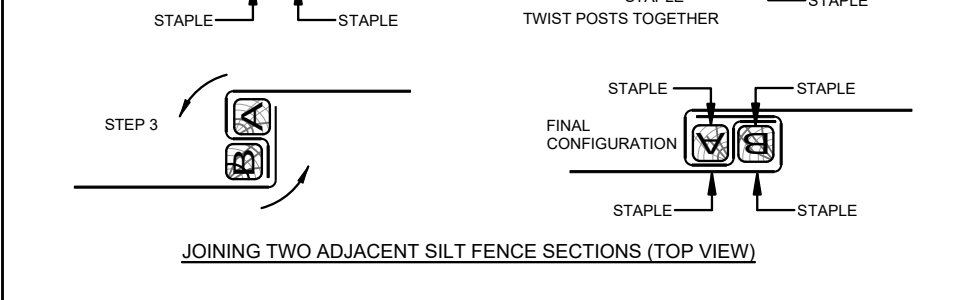 STAPLE
STAPLE
STAPLE
STAPLE
TWIST POSTS TOGETHER
STEP 3
A
B
STAPLE
STAPLE
FINAL
CONFIGURATION
A
B
STAPLE
STAPLE
JOINING TWO ADJACENT SILT FENCE SECTIONS (TOP VIEW)